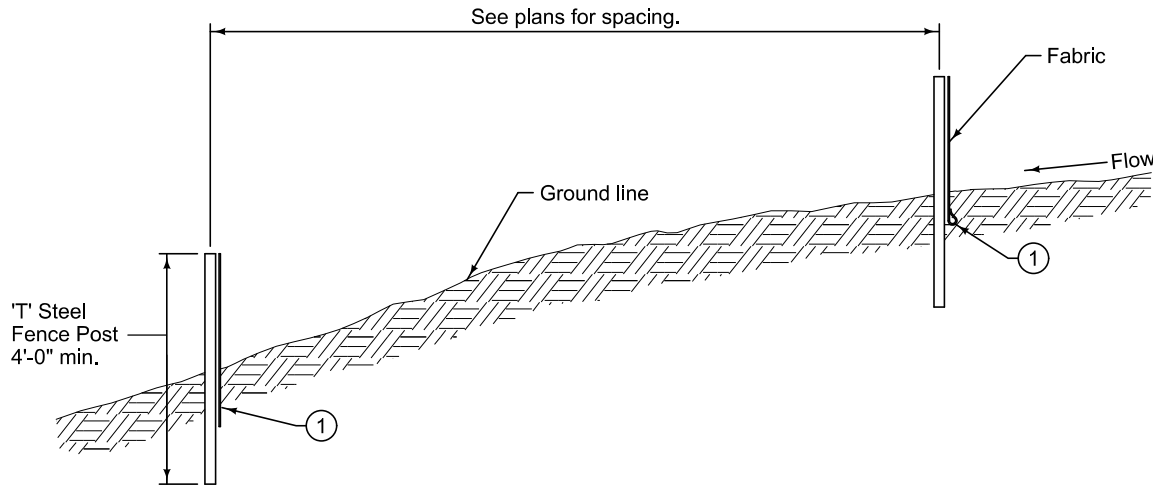 See plans for spacing.
Fabric
Flow
Ground line
1
'T' Steel
Fence Post
4'-0" min.
1